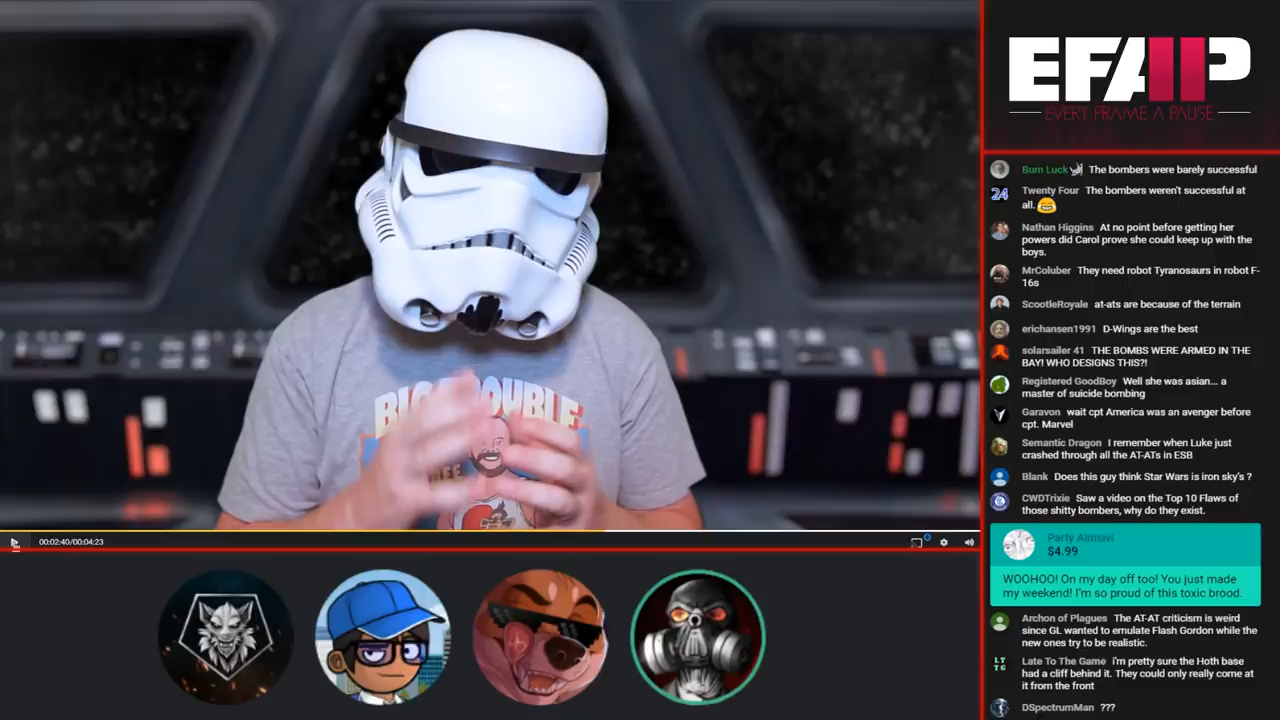 EFAP
EVERY FRAME A PAUSE
Burn Luck The bombers were barely successful
Twenty Four The bombers weren't successful at
all.
Nathan Higgins At no point before getting her
powers did Carol prove she could keep up with the
boys.
MrColuber They need robot Tyranosaurs in robot F-
16s
ScootleRoyale at-ats are because of the terrain
erichansen1991 D-Wings are the best
solarsailer 41 THE BOMBS WERE ARMED IN THE
BAY! WHO DESIGNS THIS?!
Registered GoodBoy Well she was asian... a
master of suicide bombing
Garavon wait cpt America was an avenger before
cpt. Marvel
Semantic Dragon I remember when Luke just
crashed through all the AT-ATs in ESB
Blank Does this guy think Star Wars is iron sky's ?
CWDTrixie Saw a video on the Top 10 Flaws of
those shitty bombers, why do they exist.
Party Almsivi
$4.99
WOOHOO! On my day off too! You just made
my weekend! I'm so proud of this toxic brood.
Archon of Plagues The AT-AT criticism is weird
since GL wanted to emulate Flash Gordon while the
new ones try to be realistic.
Late To The Game i'm pretty sure the Hoth base
had a cliff behind it. They could only really come at
it from the front
DSpectrumMan ???
24
LT
TG
00:02:40/00:04:23